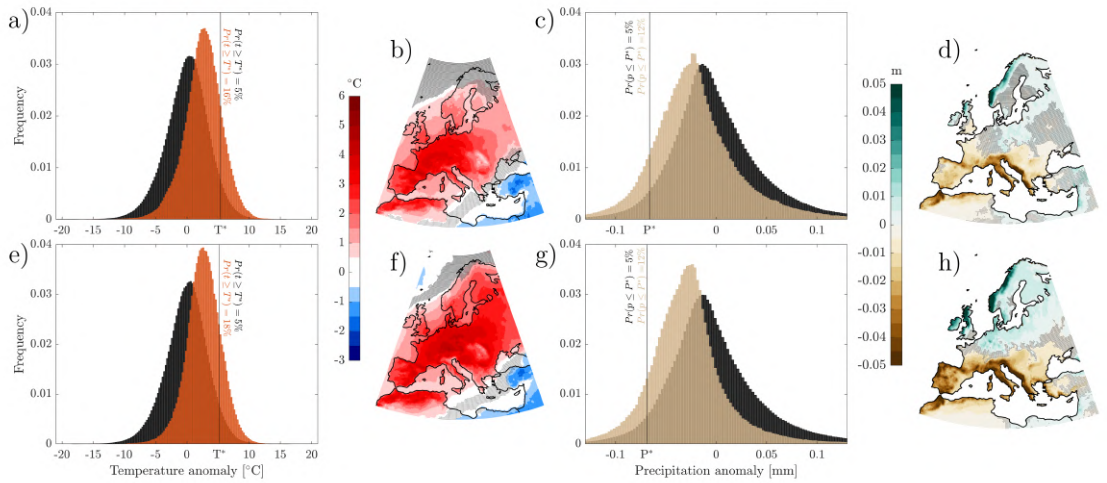 a)
0.04
0.03
0.02
0.01
0
Frequency
-20 -15 -10 -5 0 T* 10 15 20
Pr(t ≥ T*) = 5%
Pr(t ≥ T*) = 16%
b)
°C
6
5
4
3
2
1
0
-1
-2
-3
c)
0.04
0.03
0.02
0.01
0
-0.1 P* -0.05 0 0.05 0.1
Pr(p ≤ P*) = 5%
Pr(p ≤ P*) =12%
d)
m
0.05
0.04
0.03
0.02
0.01
0
-0.01
-0.02
-0.03
-0.04
-0.05
e)
0.04
0.03
0.02
0.01
0
Frequency
-20 -15 -10 -5 0 T* 10 15 20
Temperature anomaly [°C]
Pr(t ≥ T*) = 5%
Pr(t ≥ T*) = 18%
f)
g)
0.04
0.03
0.02
0.01
0
-0.1 P* -0.05 0 0.05 0.1
Precipitation anomaly [mm]
Pr(p ≤ P*) = 5%
Pr(p ≤ P*) =12%
h)